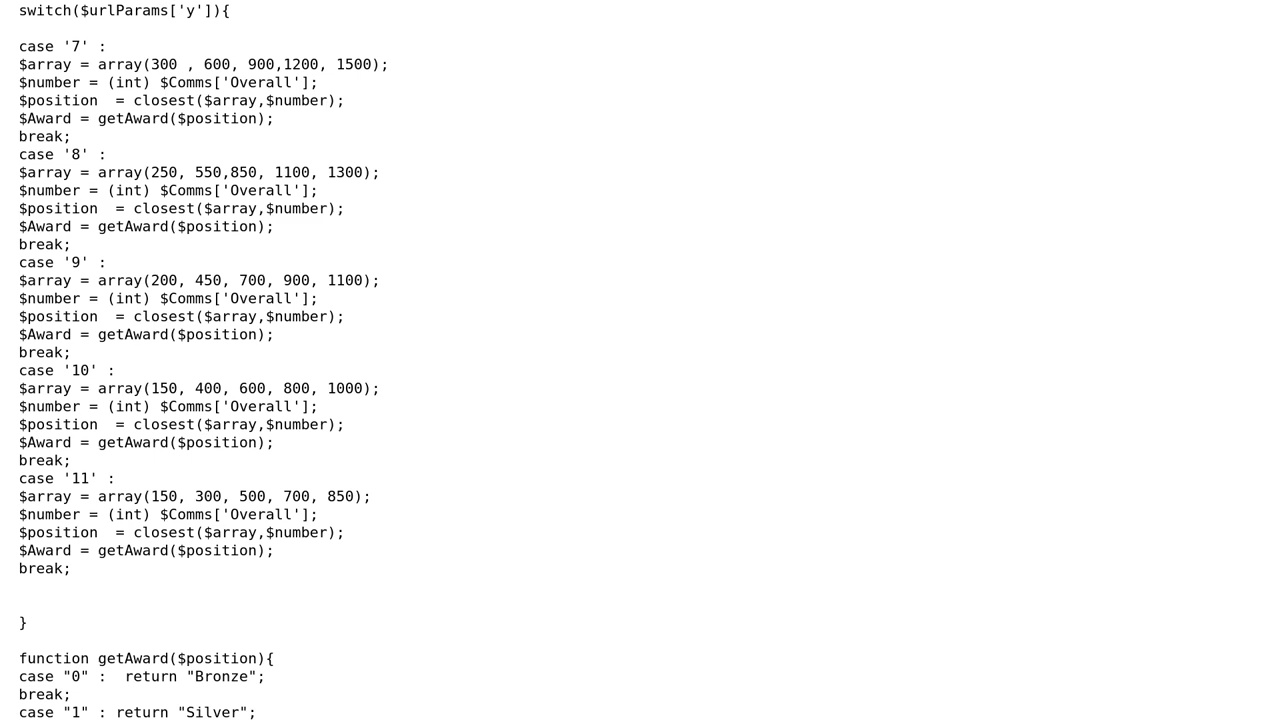 switch($urlParams['y']){
case '7' :
$array = array(300 , 600, 900,1200, 1500);
$number = (int) $Comms['Overall'];
$position  = closest($array,$number);
$Award = getAward($position);
break;
case '8' :
$array = array(250, 550,850, 1100, 1300);
$number = (int) $Comms['Overall'];
$position  = closest($array,$number);
$Award = getAward($position);
break;
case '9' :
$array = array(200, 450, 700, 900, 1100);
$number = (int) $Comms['Overall'];
$position  = closest($array,$number);
$Award = getAward($position);
break;
case '10' :
$array = array(150, 400, 600, 800, 1000);
$number = (int) $Comms['Overall'];
$position  = closest($array,$number);
$Award = getAward($position);
break;
case '11' :
$array = array(150, 300, 500, 700, 850);
$number = (int) $Comms['Overall'];
$position  = closest($array,$number);
$Award = getAward($position);
break;
}
function getAward($position){
case "0" :  return "Bronze";
break;
case "1" : return "Silver";